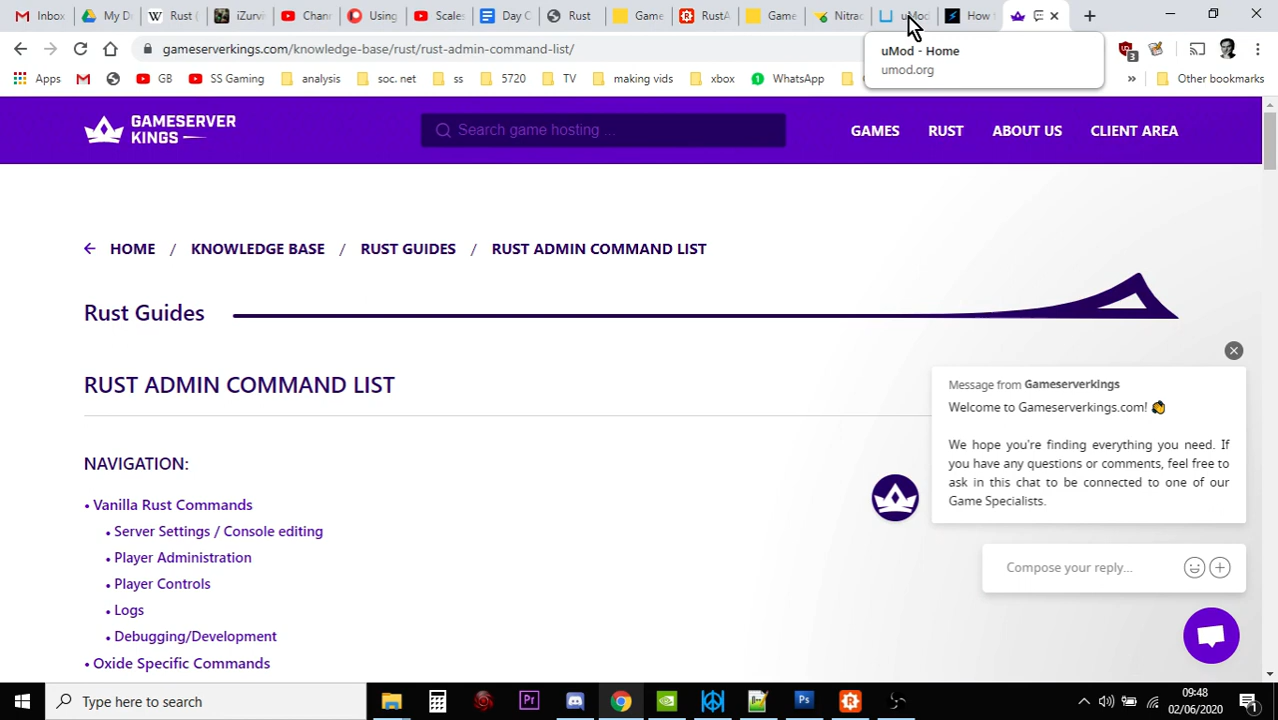 Inbox
My D
Rust (
iZurvi
Chann
Using
Scales
Day C
Rust
Game
RustA
Game
Nitrac
uMod
How t
gameserverkings.com/knowledge-base/rust/rust-admin-command-list/
uMod - Home
umod.org
3
Apps
GB
SS Gaming
analysis
soc. net
5720
TV
making vids
xbox
WhatsApp
»
Other bookmarks
GAMESERVER
KINGS
Search game hosting ...
GAMES
RUST
ABOUT US
CLIENT AREA
HOME / KNOWLEDGE BASE / RUST GUIDES / RUST ADMIN COMMAND LIST
Rust Guides
RUST ADMIN COMMAND LIST
NAVIGATION:
• Vanilla Rust Commands
• Server Settings / Console editing
• Player Administration
• Player Controls
• Logs
• Debugging/Development
• Oxide Specific Commands
Message from Gameserverkings
Welcome to Gameserverkings.com! 👏
We hope you're finding everything you need. If
you have any questions or comments, feel free to
ask in this chat to be connected to one of our
Game Specialists.
Compose your reply...
Type here to search
Pr
Ps
09:48
02/06/2020
1